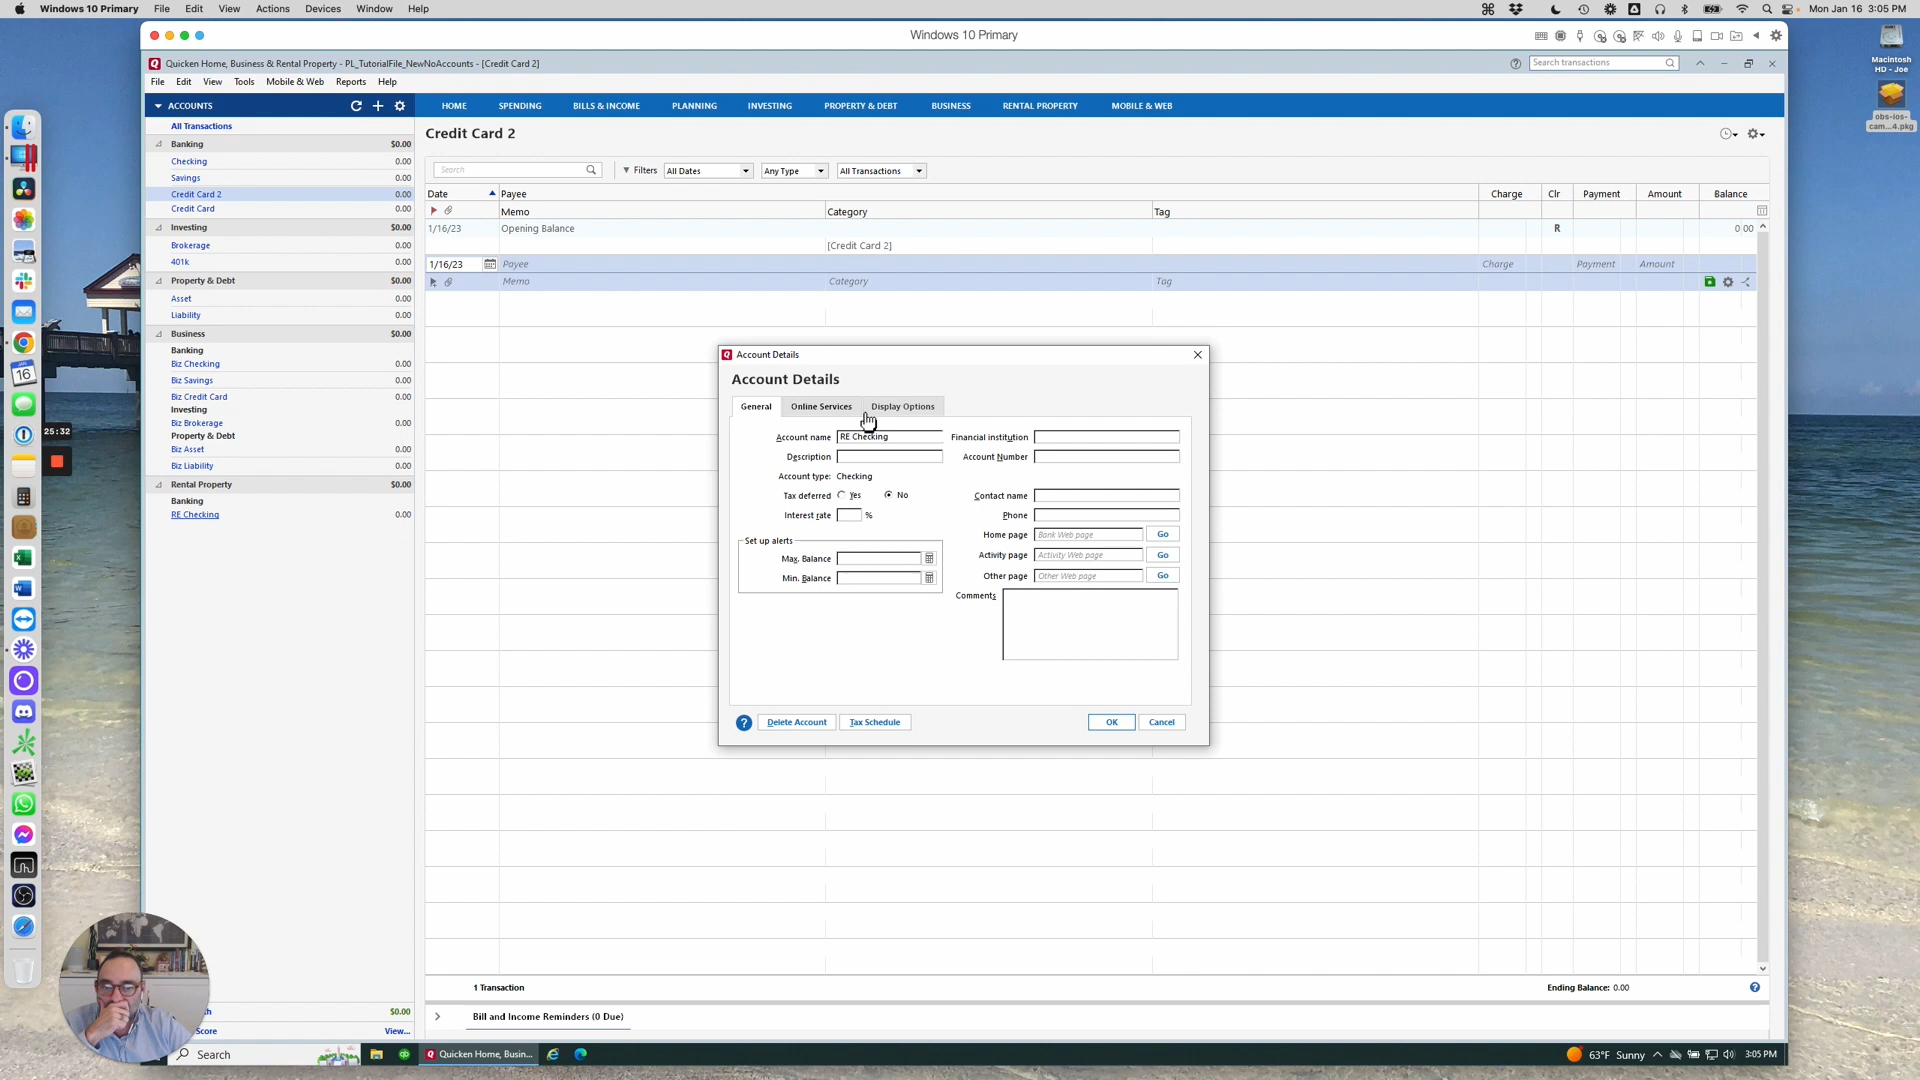 Windows 10 Primary File Edit View Actions Devices Window Help Mon Jan 16 3:05 PM
Windows 10 Primary
Macintosh HD - Joe
obs-ios-cam...4.pkg
Quicken Home, Business & Rental Property - PL_TutorialFile_NewNoAccounts - [Credit Card 2] Search transactions
File Edit View Tools Mobile & Web Reports Help
ACCOUNTS HOME SPENDING BILLS & INCOME PLANNING INVESTING PROPERTY & DEBT BUSINESS RENTAL PROPERTY MOBILE & WEB
All Transactions
Banking $0.00
Checking 0.00
Savings 0.00
Credit Card 2 0.00
Credit Card 0.00
Investing $0.00
Brokerage 0.00
401k 0.00
Property & Debt $0.00
Asset 0.00
Liability 0.00
Business $0.00
Banking
Biz Checking 0.00
Biz Savings 0.00
Biz Credit Card 0.00
Investing
Biz Brokerage 0.00
Property & Debt
Biz Asset 0.00
Biz Liability 0.00
Rental Property $0.00
Banking
RE Checking 0.00
$0.00
Score View...
JAN 16
25:32
Credit Card 2
Search Filters All Dates Any Type All Transactions
Date Payee Charge Clr Payment Amount Balance
Memo Category Tag
1/16/23 Opening Balance R 0 00
[Credit Card 2]
1/16/23 Payee Charge Payment Amount
Memo Category Tag
Account Details
Account Details
General Online Services Display Options
Account name RE Checking Financial institution
Description Account Number
Account type: Checking
Tax deferred Yes No Contact name
Interest rate % Phone
Home page Bank Web page Go
Set up alerts
Max. Balance Activity page Activity Web page Go
Min. Balance Other page Other Web page Go
Comments
? Delete Account Tax Schedule OK Cancel
1 Transaction Ending Balance: 0.00
Bill and Income Reminders (0 Due)
Search Quicken Home, Busin... 63°F Sunny 3:05 PM